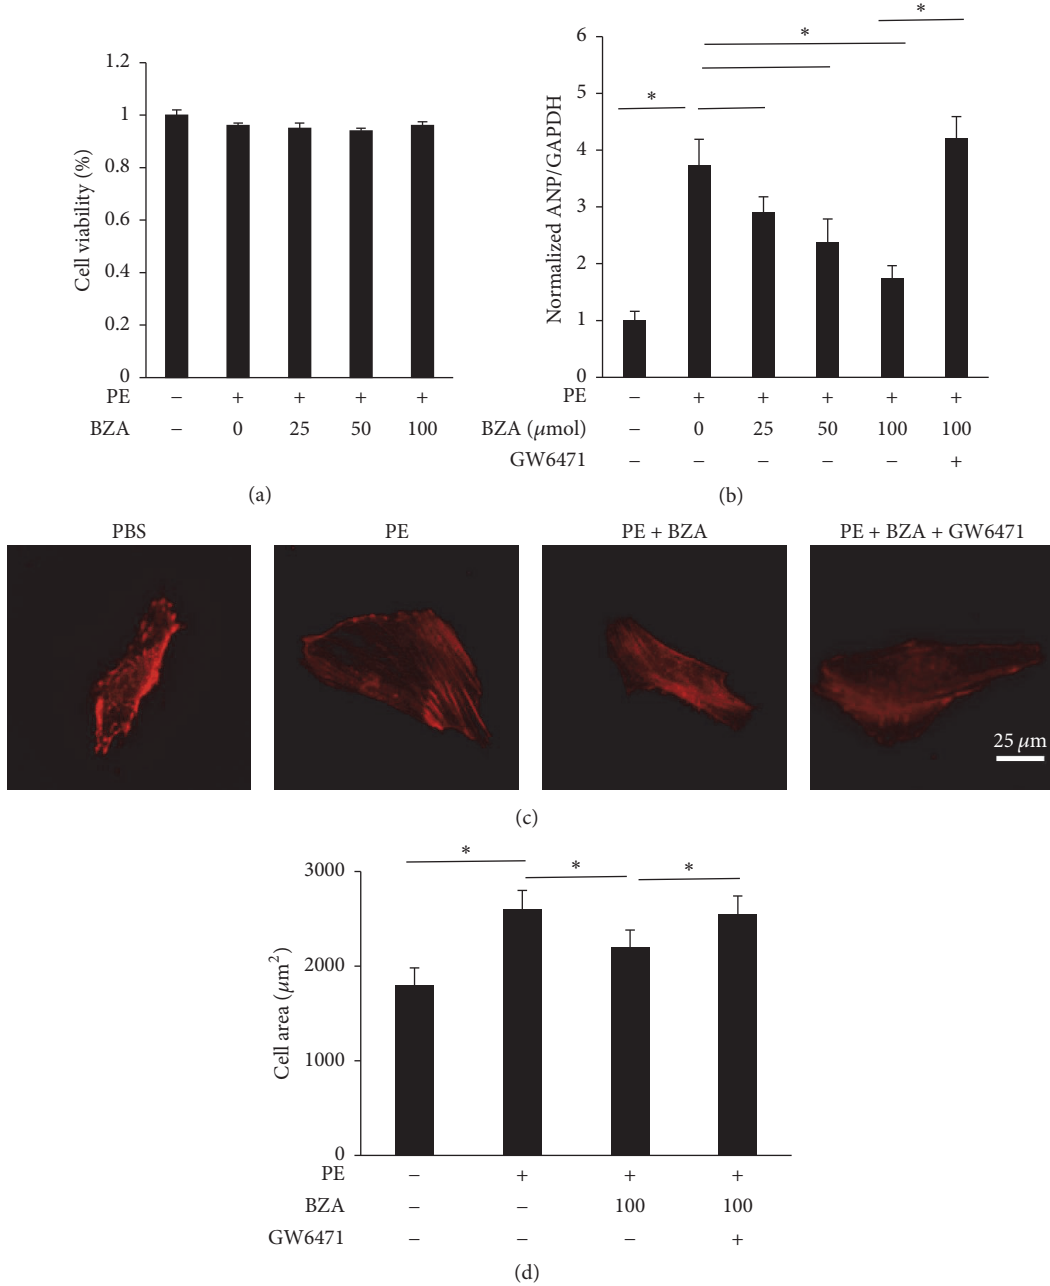 1.2
1
0.8
0.6
0.4
0.2
0
Cell viability (%)
PE – + + + +
BZA – 0 25 50 100
(a)
6
5
4
3
2
1
0
Normalized ANP/GAPDH
* * *
PE – + + + + +
BZA (μmol) – 0 25 50 100 100
GW6471 – – – – – +
(b)
PBS PE PE + BZA PE + BZA + GW6471
25 μm
(c)
3000
2000
1000
0
Cell area (μm²)
* * *
PE – + + +
BZA – – 100 100
GW6471 – – – +
(d)